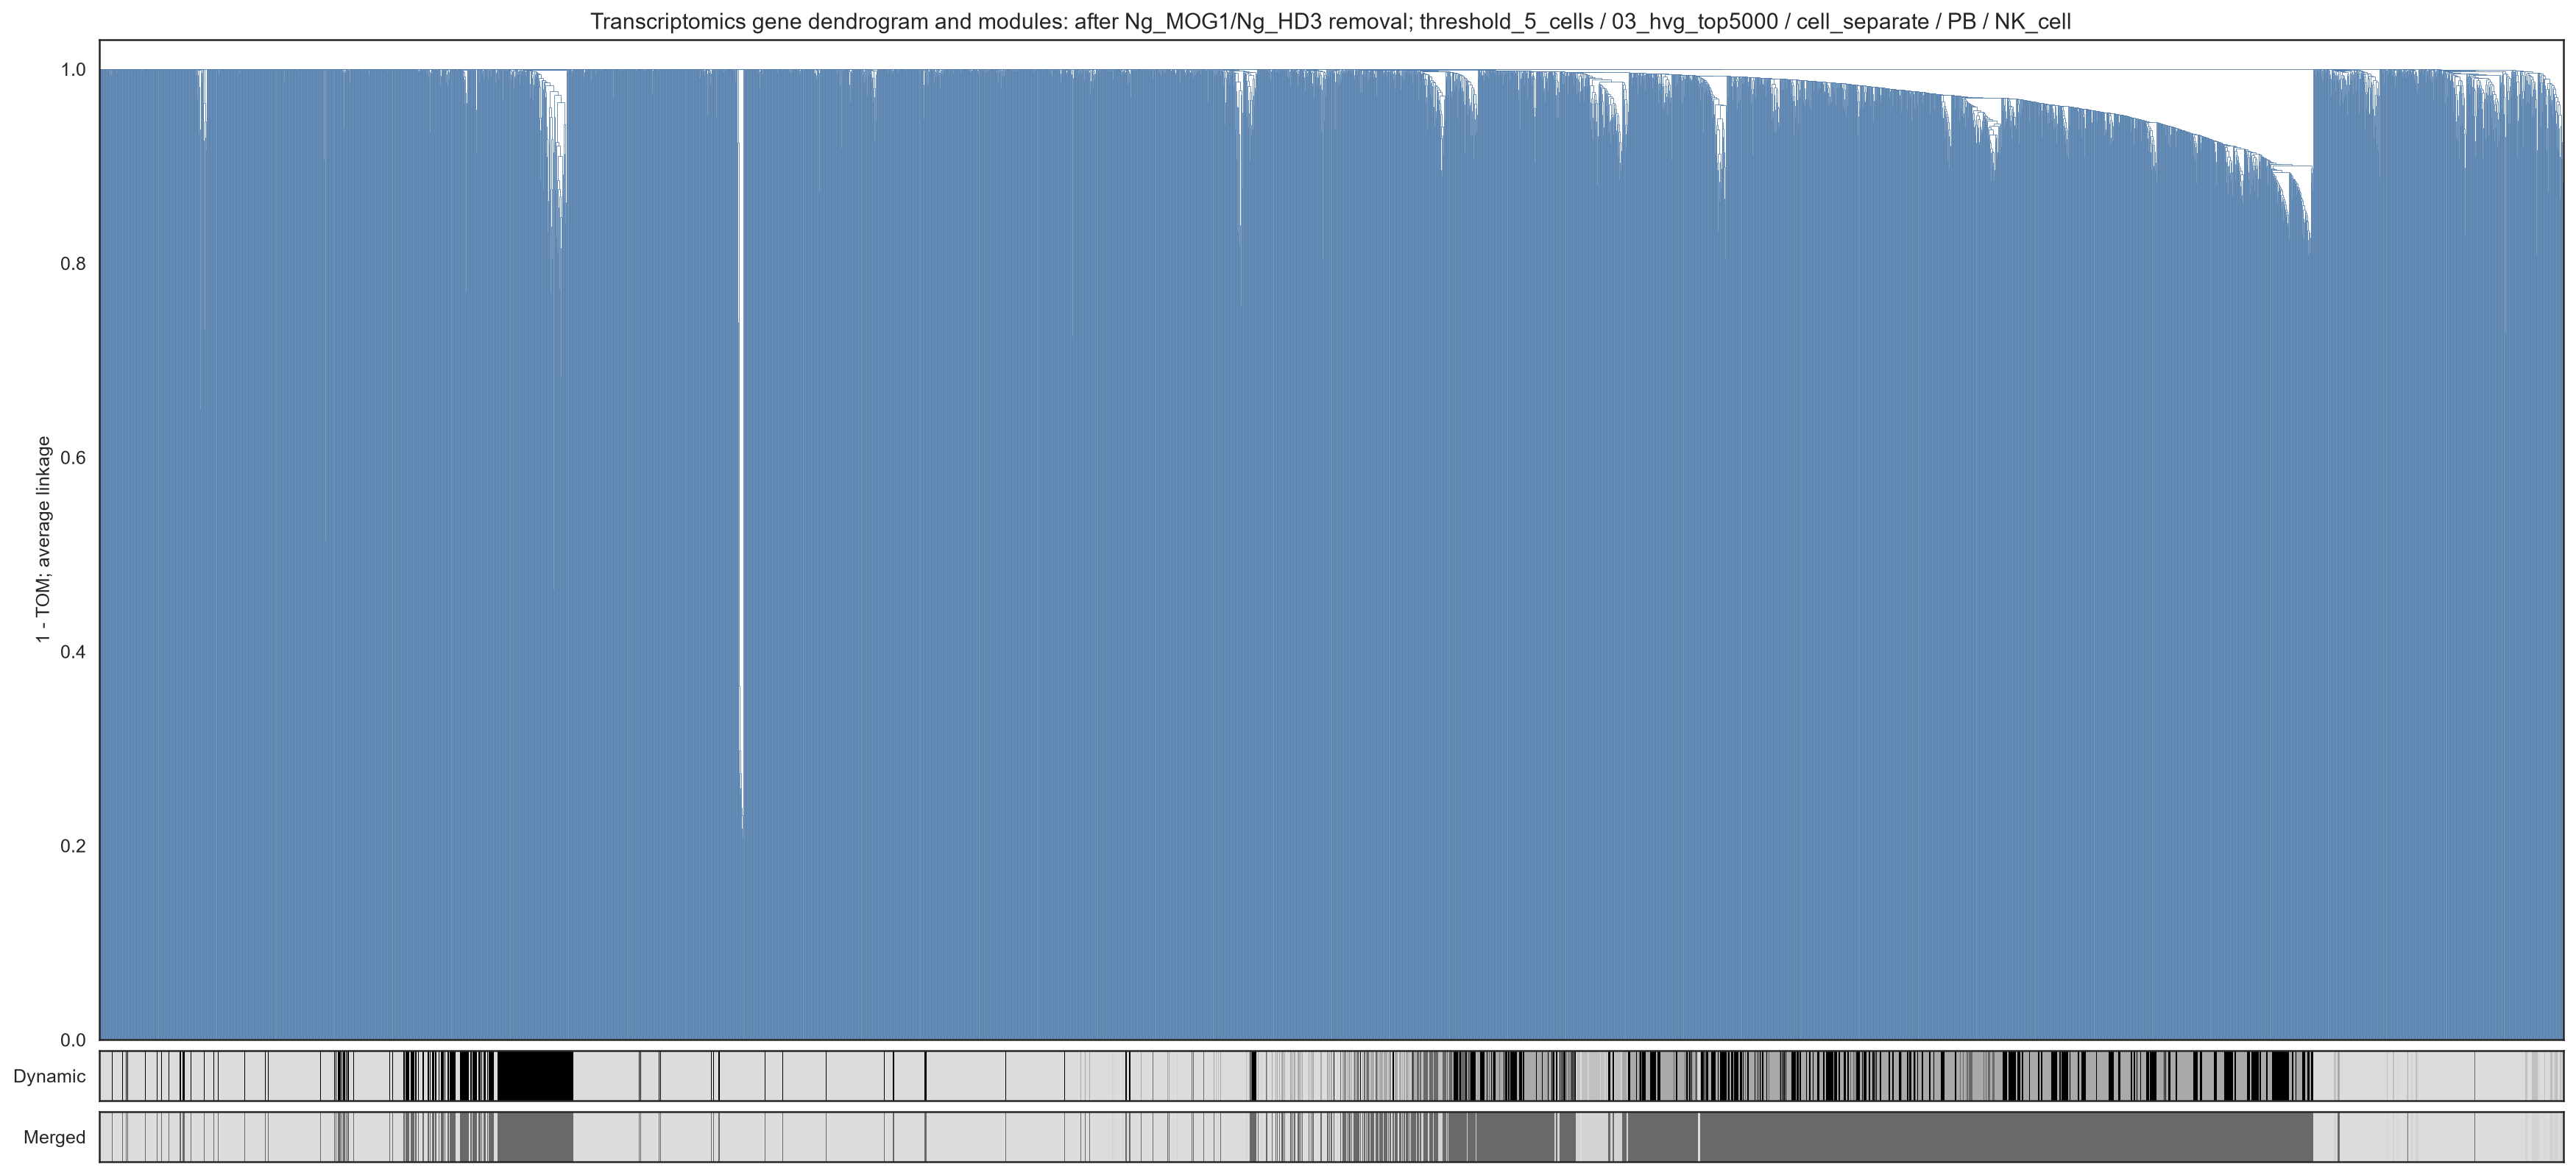 Transcriptomics gene dendrogram and modules: after Ng_MOG1/Ng_HD3 removal; threshold_5_cells / 03_hvg_top5000 / cell_separate / PB / NK_cell
1.0
0.8
0.6
0.4
0.2
0.0
1 - TOM; average linkage
Dynamic
Merged